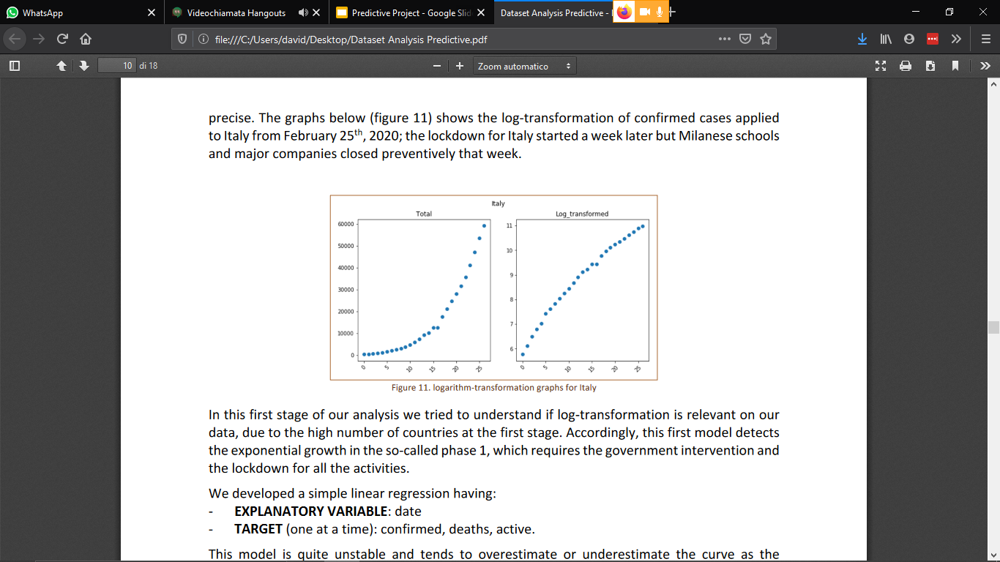 WhatsApp
Videochiamata Hangouts
Predictive Project - Google Slid
Dataset Analysis Predictive -
file:///C:/Users/david/Desktop/Dataset Analysis Predictive.pdf
10 di 18
Zoom automatico
precise. The graphs below (figure 11) shows the log-transformation of confirmed cases applied
to Italy from February 25th, 2020; the lockdown for Italy started a week later but Milanese schools
and major companies closed preventively that week.
Italy
Total
Log_transformed
60000
50000
40000
30000
20000
10000
0
0 5 10 15 20 25
11
10
9
8
7
6
0 5 10 15 20 25
Figure 11. logarithm-transformation graphs for Italy
In this first stage of our analysis we tried to understand if log-transformation is relevant on our
data, due to the high number of countries at the first stage. Accordingly, this first model detects
the exponential growth in the so-called phase 1, which requires the government intervention and
the lockdown for all the activities.
We developed a simple linear regression having:
- EXPLANATORY VARIABLE: date
- TARGET (one at a time): confirmed, deaths, active.
This model is quite unstable and tends to overestimate or underestimate the curve as the